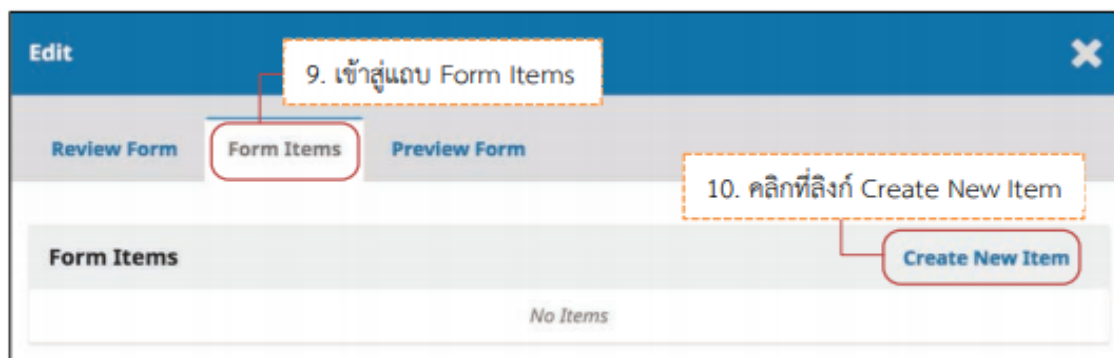 Edit
9. เข้าสู่แถบ Form Items
Review Form
Form Items
Preview Form
10. คลิกที่ลิงก์ Create New Item
Form Items
Create New Item
No Items